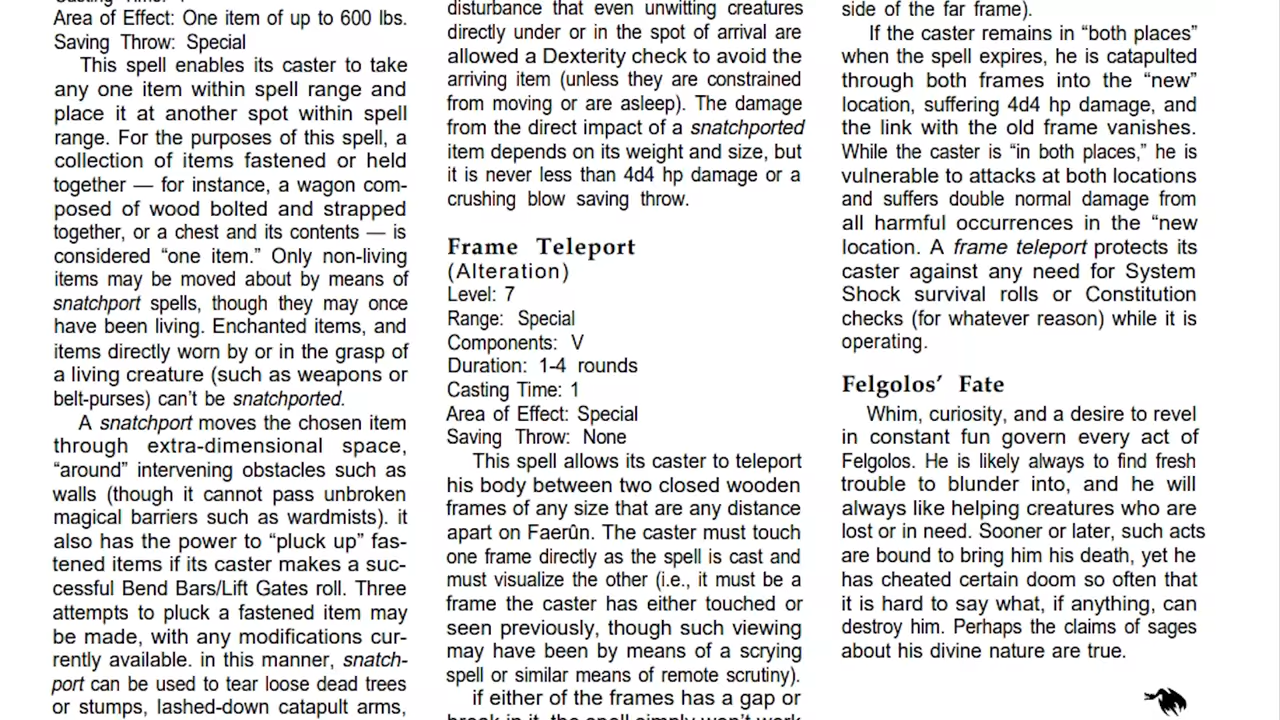 Area of Effect: One item of up to 600 lbs.
Saving Throw: Special
This spell enables its caster to take
any one item within spell range and
place it at another spot within spell
range. For the purposes of this spell, a
collection of items fastened or held
together — for instance, a wagon com-
posed of wood bolted and strapped
together, or a chest and its contents — is
considered “one item.” Only non-living
items may be moved about by means of
snatchport spells, though they may once
have been living. Enchanted items, and
items directly worn by or in the grasp of
a living creature (such as weapons or
belt-purses) can’t be snatchported.
A snatchport moves the chosen item
through extra-dimensional space,
“around” intervening obstacles such as
walls (though it cannot pass unbroken
magical barriers such as wardmists). it
also has the power to “pluck up” fas-
tened items if its caster makes a suc-
cessful Bend Bars/Lift Gates roll. Three
attempts to pluck a fastened item may
be made, with any modifications cur-
rently available. in this manner, snatch-
port can be used to tear loose dead trees
or stumps, lashed-down catapult arms,
disturbance that even unwitting creatures
directly under or in the spot of arrival are
allowed a Dexterity check to avoid the
arriving item (unless they are constrained
from moving or are asleep). The damage
from the direct impact of a snatchported
item depends on its weight and size, but
it is never less than 4d4 hp damage or a
crushing blow saving throw.
Frame Teleport
(Alteration)
Level: 7
Range: Special
Components: V
Duration: 1-4 rounds
Casting Time: 1
Area of Effect: Special
Saving Throw: None
This spell allows its caster to teleport
his body between two closed wooden
frames of any size that are any distance
apart on Faerûn. The caster must touch
one frame directly as the spell is cast and
must visualize the other (i.e., it must be a
frame the caster has either touched or
seen previously, though such viewing
may have been by means of a scrying
spell or similar means of remote scrutiny).
if either of the frames has a gap or
break in it, the spell simply won’t work
side of the far frame).
If the caster remains in “both places”
when the spell expires, he is catapulted
through both frames into the “new”
location, suffering 4d4 hp damage, and
the link with the old frame vanishes.
While the caster is “in both places,” he is
vulnerable to attacks at both locations
and suffers double normal damage from
all harmful occurrences in the “new
location. A frame teleport protects its
caster against any need for System
Shock survival rolls or Constitution
checks (for whatever reason) while it is
operating.
Felgolos’ Fate
Whim, curiosity, and a desire to revel
in constant fun govern every act of
Felgolos. He is likely always to find fresh
trouble to blunder into, and he will
always like helping creatures who are
lost or in need. Sooner or later, such acts
are bound to bring him his death, yet he
has cheated certain doom so often that
it is hard to say what, if anything, can
destroy him. Perhaps the claims of sages
about his divine nature are true.